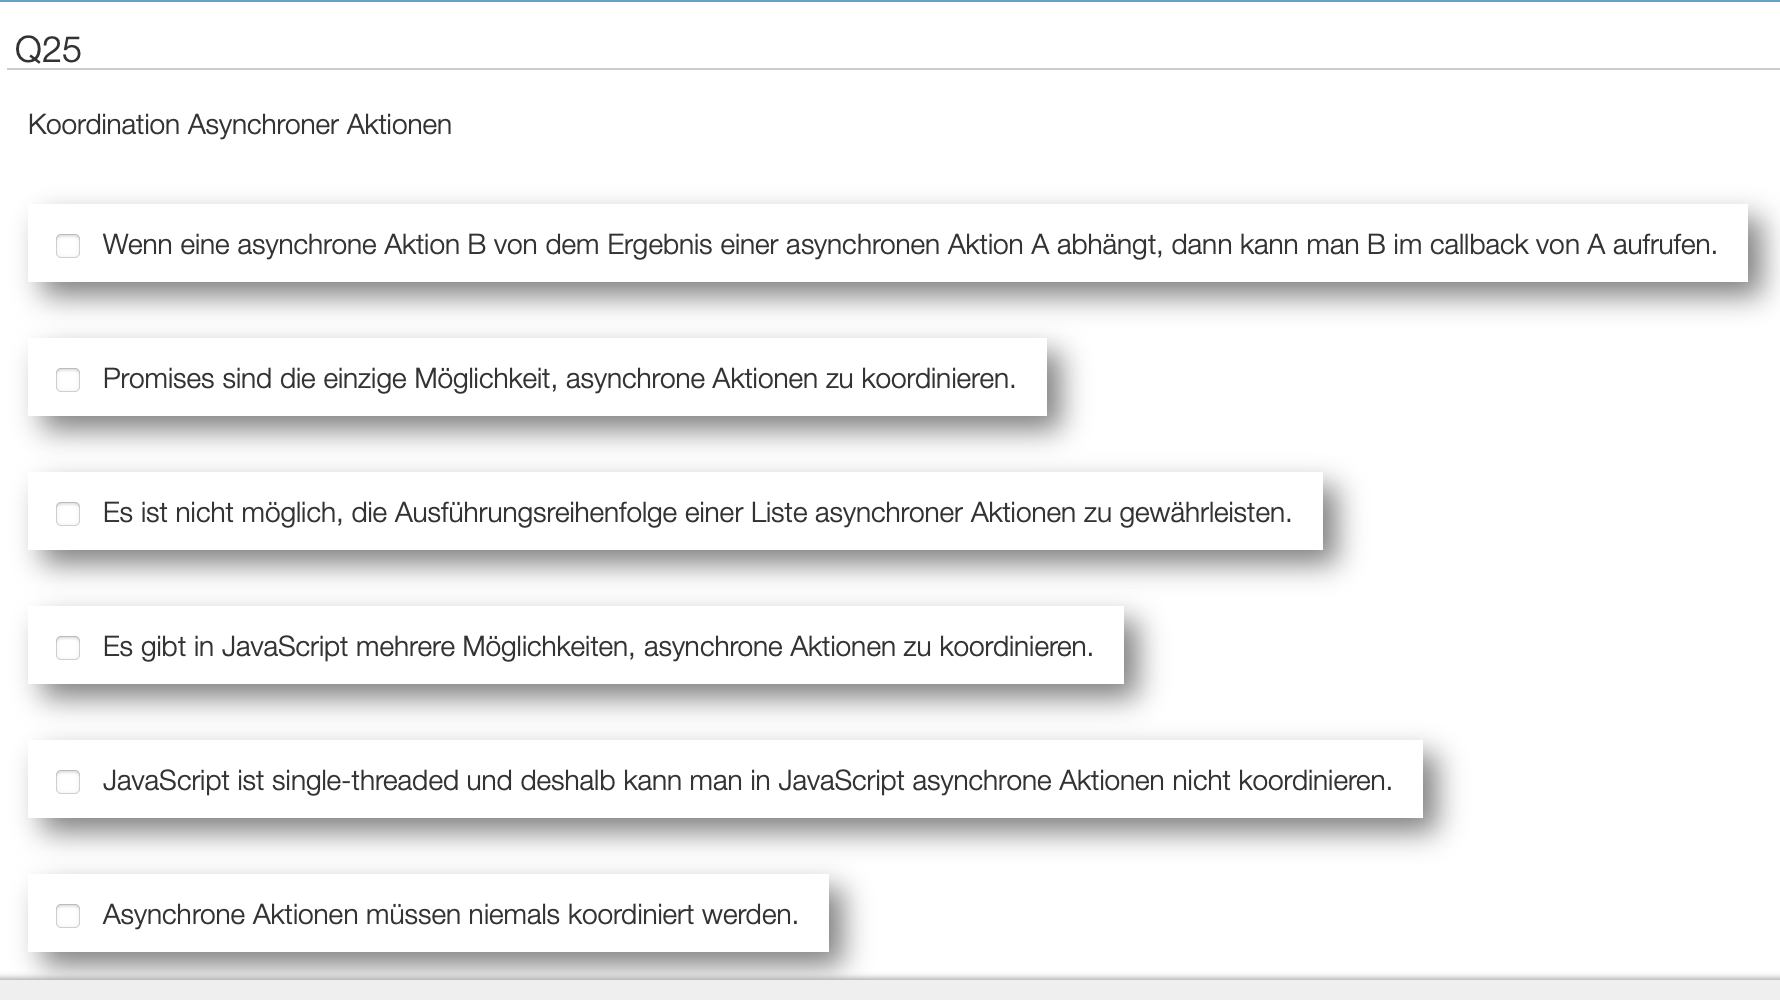 Q25
Koordination Asynchroner Aktionen
Wenn eine asynchrone Aktion B von dem Ergebnis einer asynchronen Aktion A abhängt, dann kann man B im callback von A aufrufen.
Promises sind die einzige Möglichkeit, asynchrone Aktionen zu koordinieren.
Es ist nicht möglich, die Ausführungsreihenfolge einer Liste asynchroner Aktionen zu gewährleisten.
Es gibt in JavaScript mehrere Möglichkeiten, asynchrone Aktionen zu koordinieren.
JavaScript ist single-threaded und deshalb kann man in JavaScript asynchrone Aktionen nicht koordinieren.
Asynchrone Aktionen müssen niemals koordiniert werden.